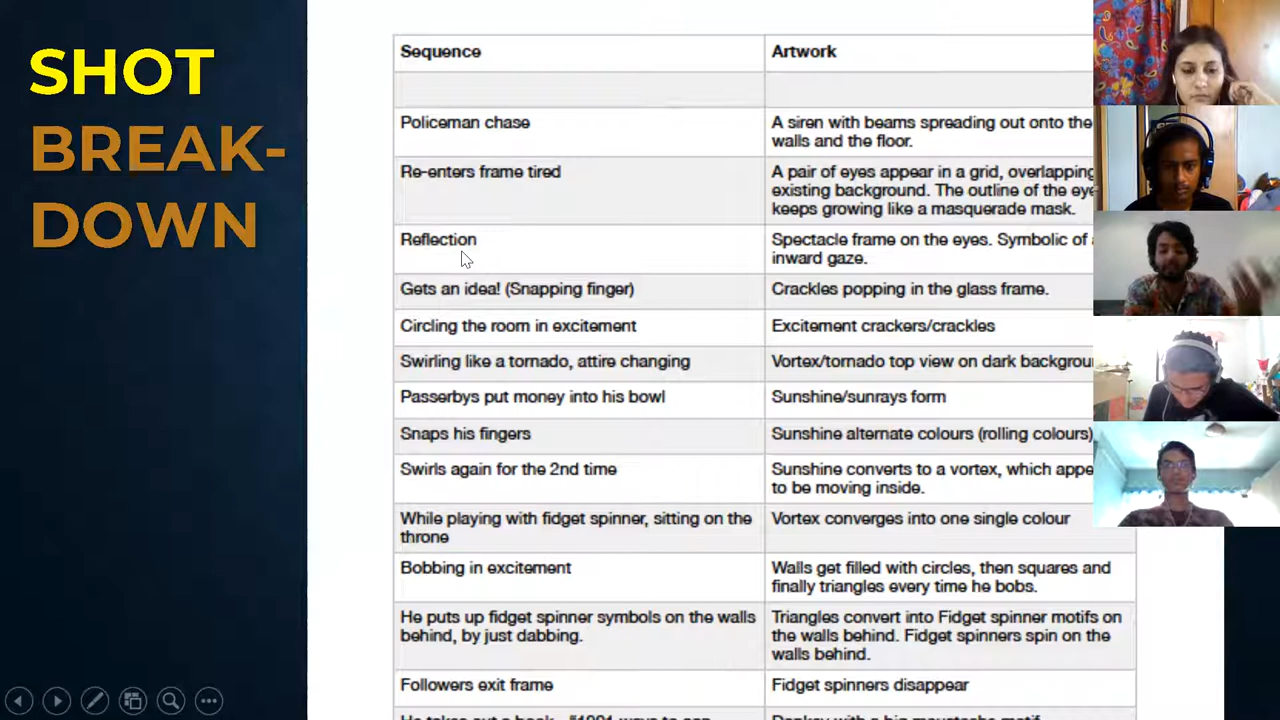 SHOT
BREAK-
DOWN
Sequence
Artwork
Policeman chase
A siren with beams spreading out onto the
walls and the floor.
Re-enters frame tired
A pair of eyes appear in a grid, overlapping
existing background. The outline of the
keeps growing like a masquerade mask.
Reflection
Spectacle frame on the eyes. Symbolic of
inward gaze.
Gets an idea! (Snapping finger)
Crackles popping in the glass frame.
Circling the room in excitement
Excitement crackers/crackles
Swirling like a tornado, attire changing
Vortex/tornado top view on dark
Passerbys put money into his bowl
Sunshine/sunrays form
Snaps his fingers
Sunshine alternate colours (rolling colours)
Swirls again for the 2nd time
Sunshine converts to a vortex, which
to be moving inside.
While playing with fidget spinner, sitting on the
throne
Vortex converges into one single colour
Bobbing in excitement
Walls get filled with circles, then squares and
finally triangles every time he bobs.
He puts up fidget spinner symbols on the walls
behind, by just dabbing.
Triangles convert into Fidget spinner motifs on
the walls behind. Fidget spinners spin on the
walls behind.
Followers exit frame
Fidget spinners disappear